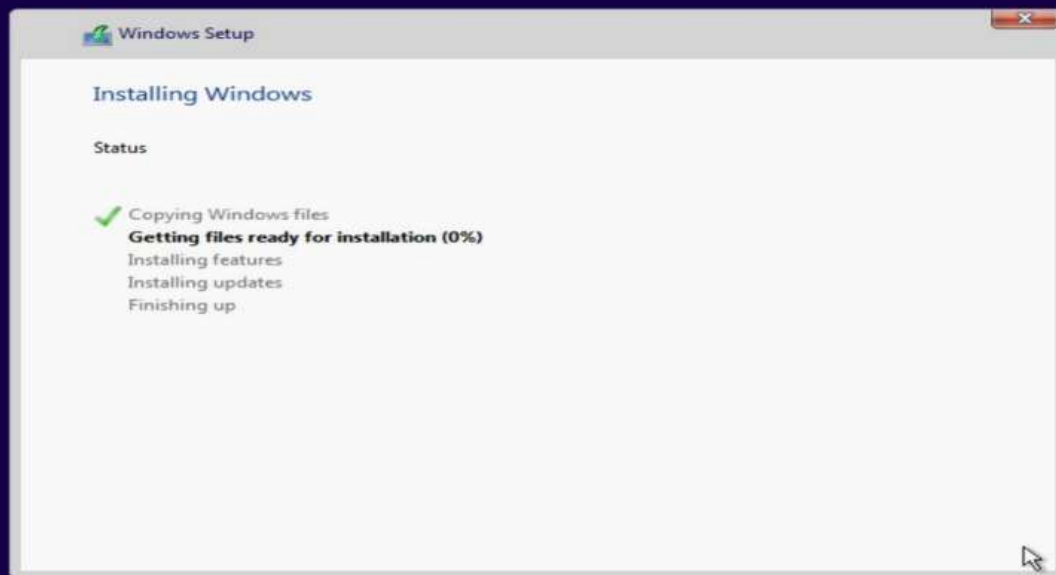 Windows Setup
Installing Windows
Status
Copying Windows files
Getting files ready for installation (0%)
Installing features
Installing updates
Finishing up